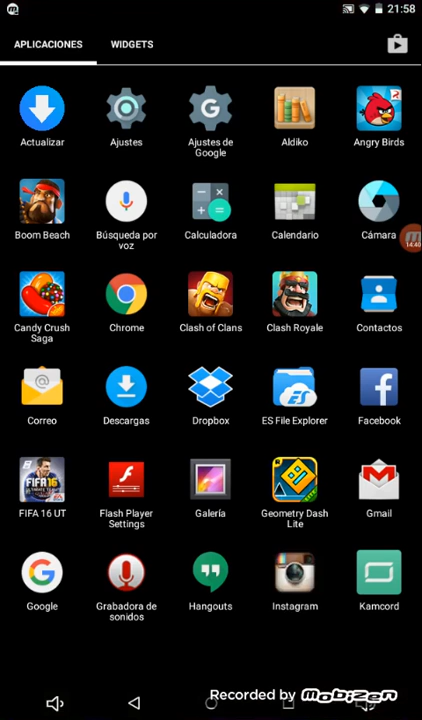 21:58
APLICACIONES
WIDGETS
Actualizar
Ajustes
Ajustes de
Google
Aldiko
Angry Birds
Boom Beach
Búsqueda por
voz
Calculadora
Calendario
Cámara
14:40
Candy Crush
Saga
Chrome
Clash of Clans
Clash Royale
Contactos
Correo
Descargas
Dropbox
ES File Explorer
Facebook
FIFA 16 UT
Flash Player
Settings
Galería
Geometry Dash
Lite
Gmail
Google
Grabadora de
sonidos
Hangouts
Instagram
Kamcord
Recorded by mobizen